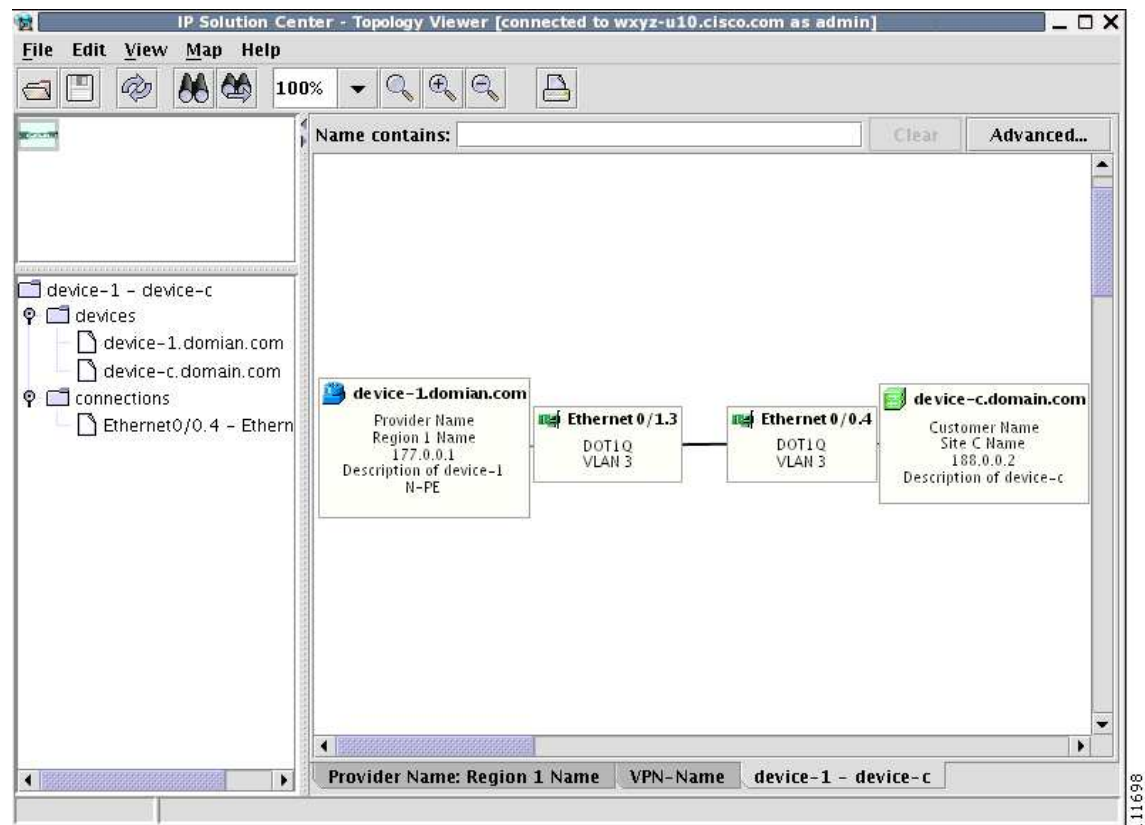 IP Solution Center - Topology Viewer [connected to wxyz-u10.cisco.com as admin]
File Edit View Map Help
100%
Name contains: Clear Advanced...
device-1 - device-c
devices
device-1.domian.com
device-c.domain.com
connections
Ethernet0/0.4 - Ethern
device-1.domian.com
Provider Name
Region 1 Name
177.0.0.1
Description of device-1
N-PE
Ethernet 0/1.3
DOT1Q
VLAN 3
Ethernet 0/0.4
DOT1Q
VLAN 3
device-c.domain.com
Customer Name
Site C Name
188.0.0.2
Description of device-c
Provider Name: Region 1 Name VPN-Name device-1 - device-c
111698